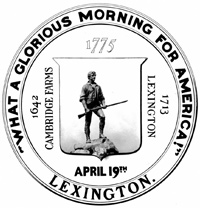 "WHAT A GLORIOUS MORNING FOR AMERICA!"
1775
1642
CAMBRIDGE FARMS
1713
LEXINGTON
APRIL 19TH
LEXINGTON.